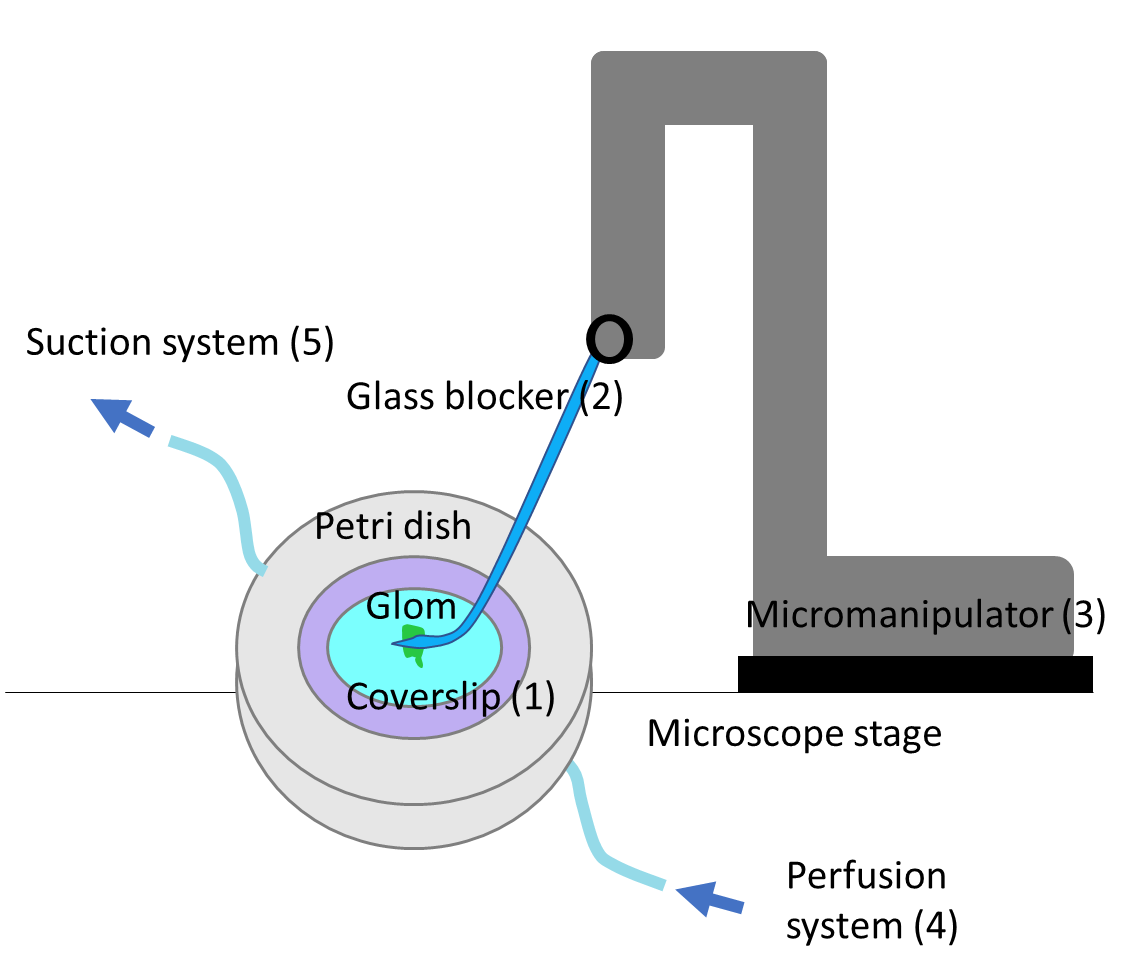 Suction system (5)
Glass blocker (2)
Petri dish
Glom
Coverslip (1)
Micromanipulator (3)
Microscope stage
Perfusion
system (4)